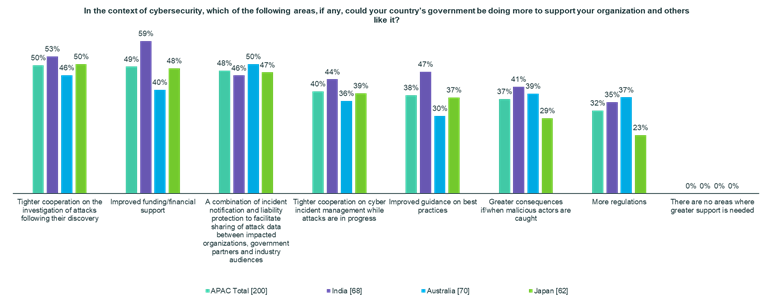 In the context of cybersecurity, which of the following areas, if any, could your country's government be doing more to support your organization and others
like it?
50% 53% 46% 50%
49% 59% 40% 48%
48% 46% 50% 47%
40% 44% 36% 39%
38% 47% 30% 37%
37% 41% 39% 29%
32% 35% 37% 23%
0% 0% 0% 0%
Tighter cooperation on the
investigation of attacks
following their discovery
Improved funding/financial
support
A combination of incident
notification and liability
protection to facilitate
sharing of attack data
between impacted
organizations, government
partners and industry
audiences
Tighter cooperation on cyber
incident management while
attacks are in progress
Improved guidance on best
practices
Greater consequences
if/when malicious actors are
caught
More regulations
There are no areas where
greater support is needed
APAC Total [200] India [68] Australia [70] Japan [62]